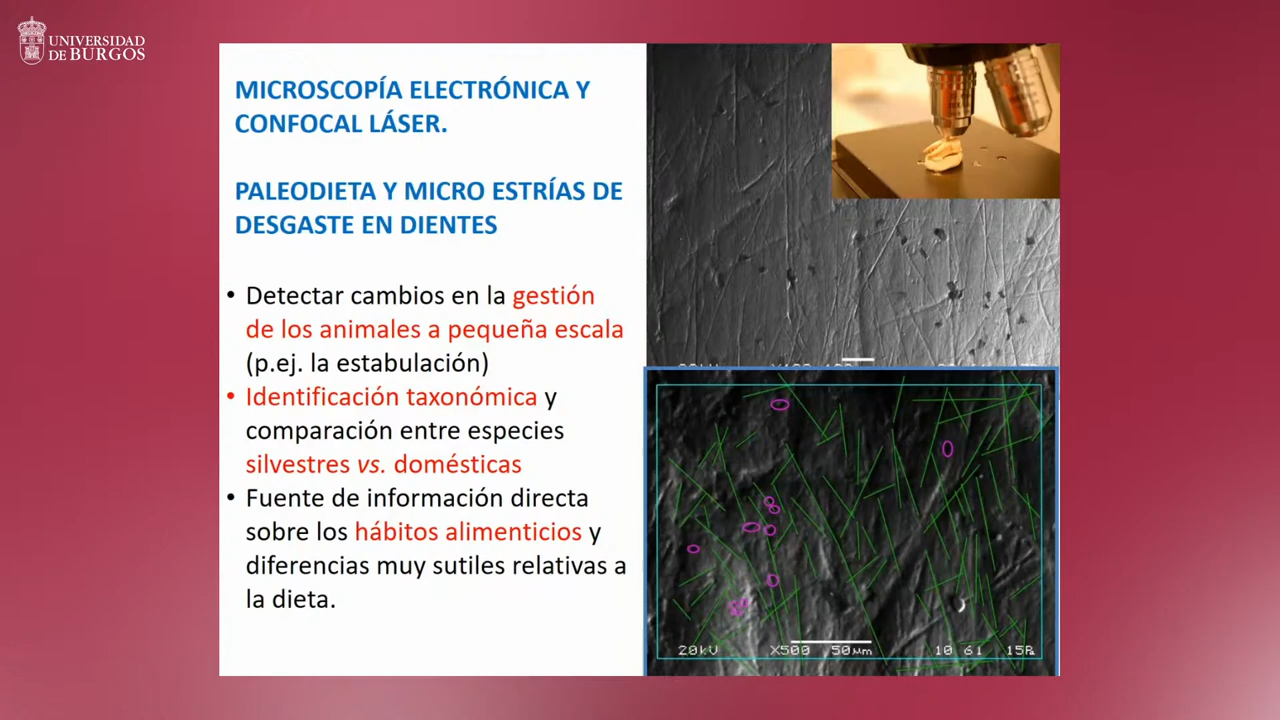 UNIVERSIDAD
DE BURGOS
MICROSCOPÍA ELECTRÓNICA Y
CONFOCAL LÁSER.
PALEODIETA Y MICRO ESTRÍAS DE
DESGASTE EN DIENTES
• Detectar cambios en la gestión
de los animales a pequeña escala
(p.ej. la estabulación)
• Identificación taxonómica y
comparación entre especies
silvestres vs. domésticas
• Fuente de información directa
sobre los hábitos alimenticios y
diferencias muy sutiles relativas a
la dieta.
20kV X500 50µm 10 61